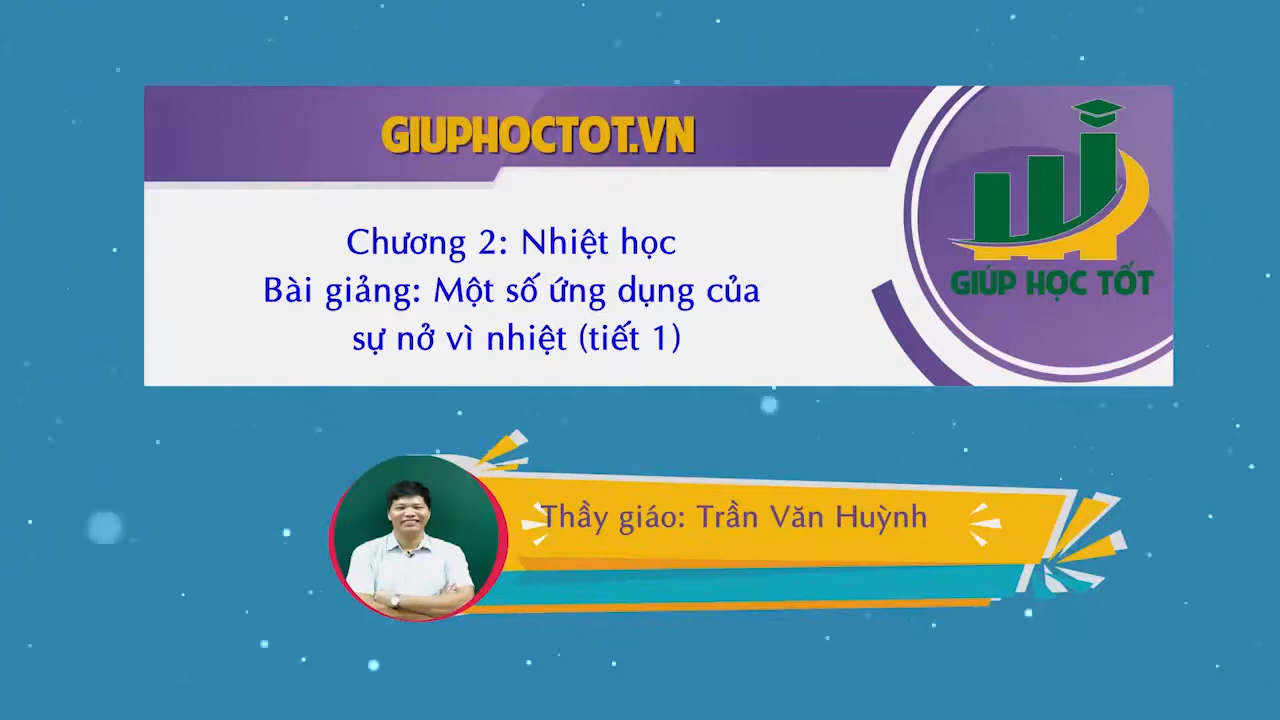 GIUPHOCTOT.VN
Chương 2: Nhiệt học
Bài giảng: Một số ứng dụng của
sự nở vì nhiệt (tiết 1)
GIÚP HỌC TỐT
Thầy giáo: Trần Văn Huỳnh